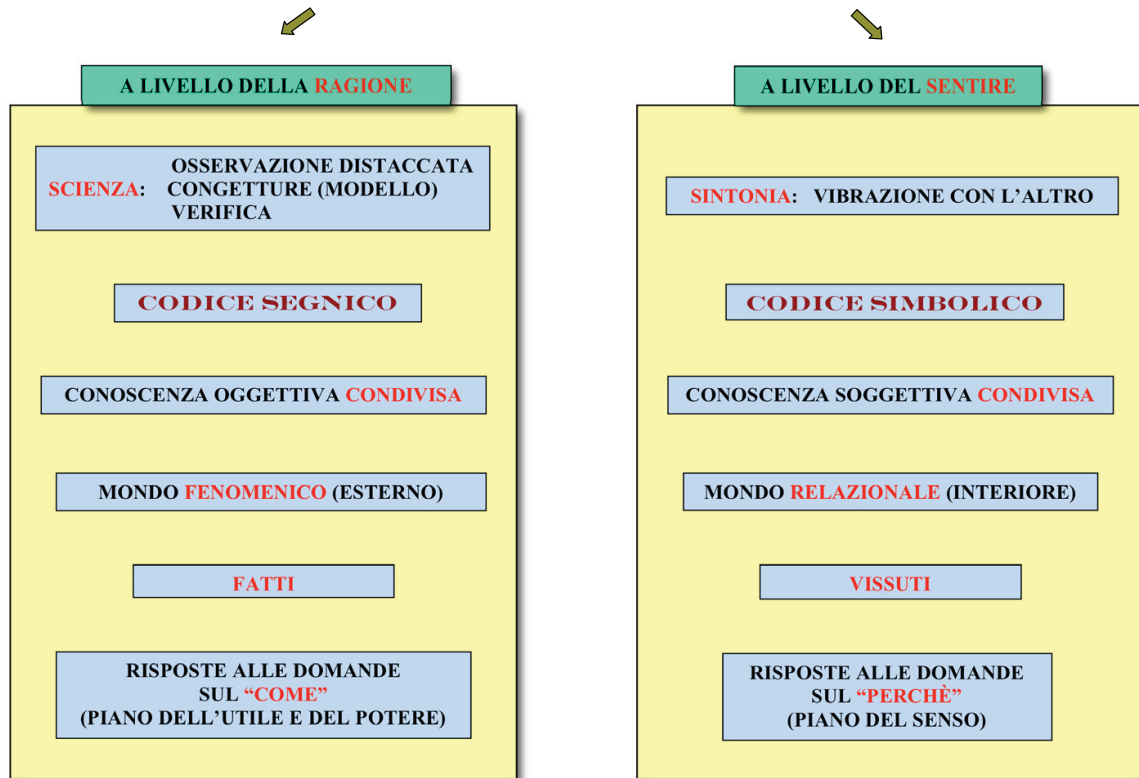 A LIVELLO DELLA RAGIONE
SCIENZA: OSSERVAZIONE DISTACCATA
CONGETTURE (MODELLO)
VERIFICA
CODICE SEGNICO
CONOSCENZA OGGETTIVA CONDIVISA
MONDO FENOMENICO (ESTERNO)
FATTI
RISPOSTE ALLE DOMANDE
SUL “COME”
(PIANO DELL’UTILE E DEL POTERE)
A LIVELLO DEL SENTIRE
SINTONIA: VIBRAZIONE CON L’ALTRO
CODICE SIMBOLICO
CONOSCENZA SOGGETTIVA CONDIVISA
MONDO RELAZIONALE (INTERIORE)
VISSUTI
RISPOSTE ALLE DOMANDE
SUL “PERCHÈ”
(PIANO DEL SENSO)